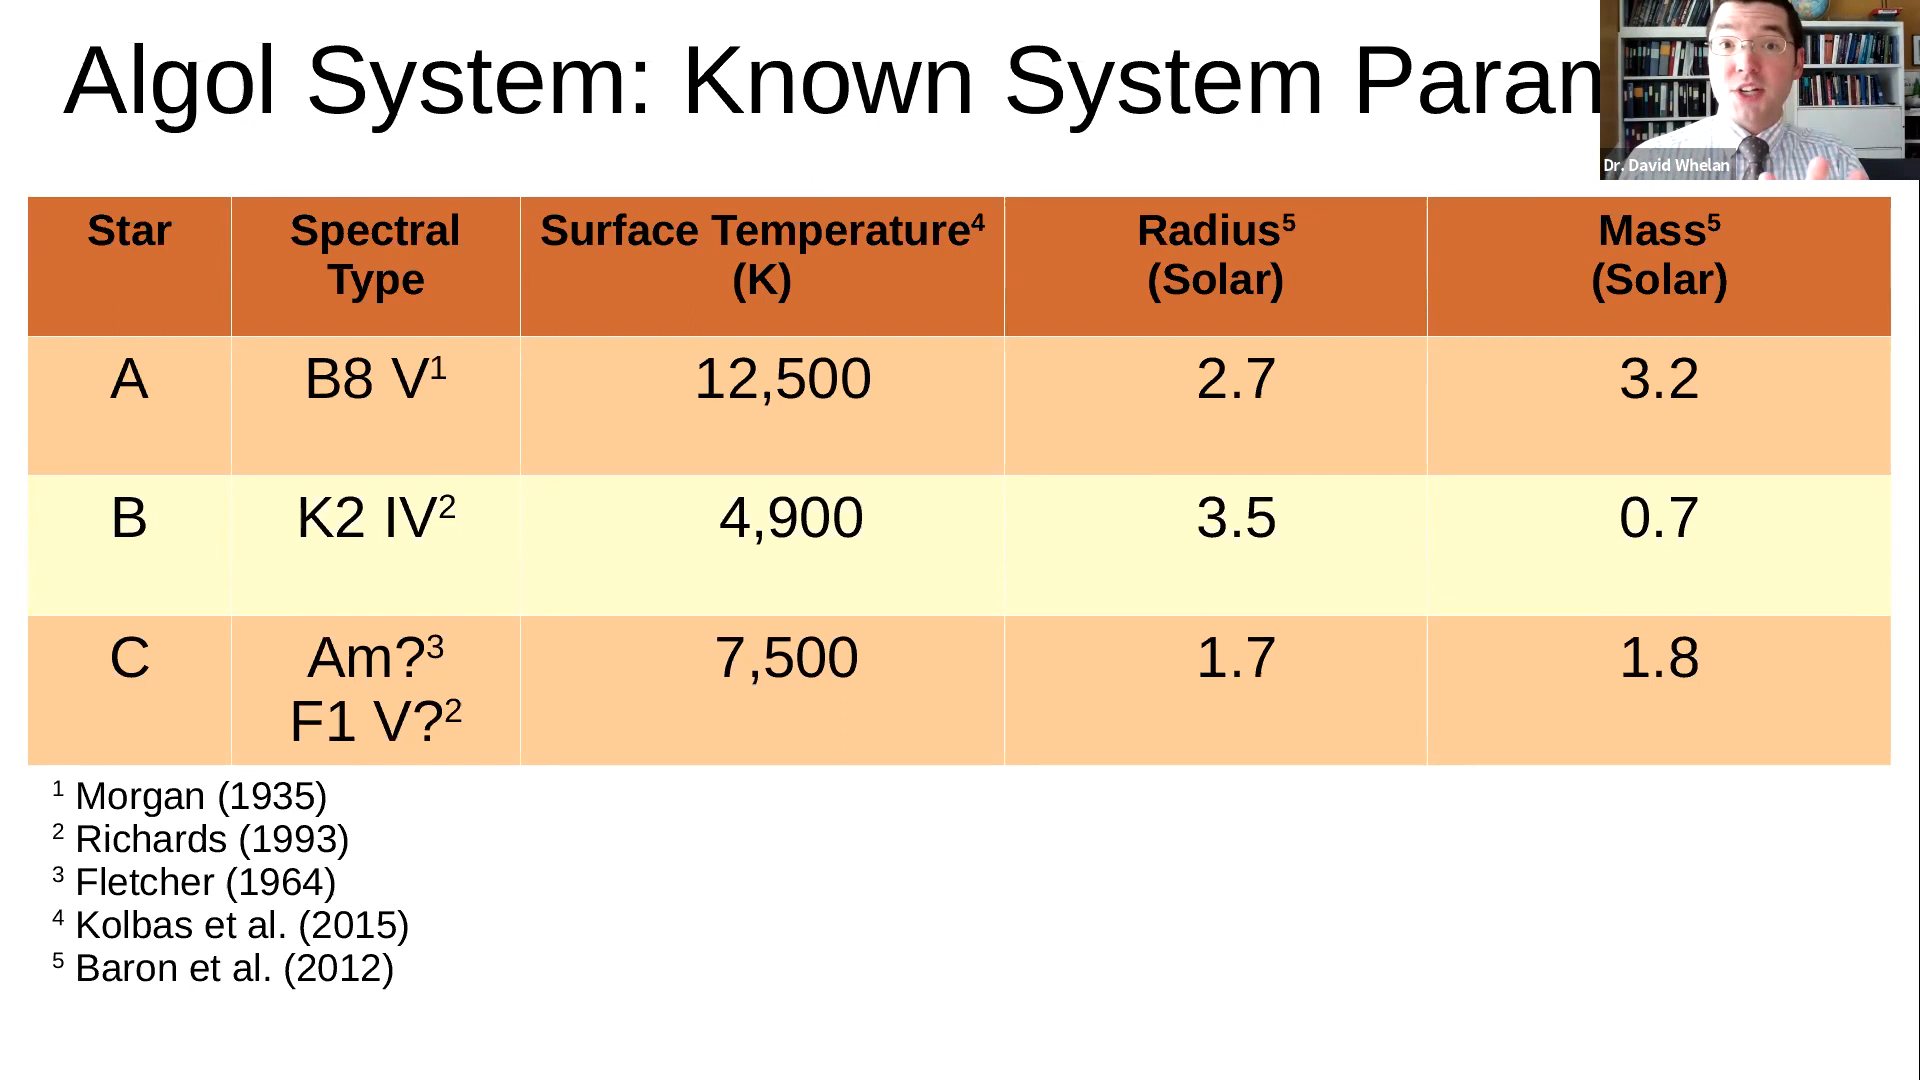 Algol System: Known System Param
Dr. David Whelan
Star Spectral Type Surface Temperature⁴ (K) Radius⁵ (Solar) Mass⁵ (Solar)
A B8 V¹ 12,500 2.7 3.2
B K2 IV² 4,900 3.5 0.7
C Am?³ F1 V?² 7,500 1.7 1.8
¹ Morgan (1935)
² Richards (1993)
³ Fletcher (1964)
⁴ Kolbas et al. (2015)
⁵ Baron et al. (2012)